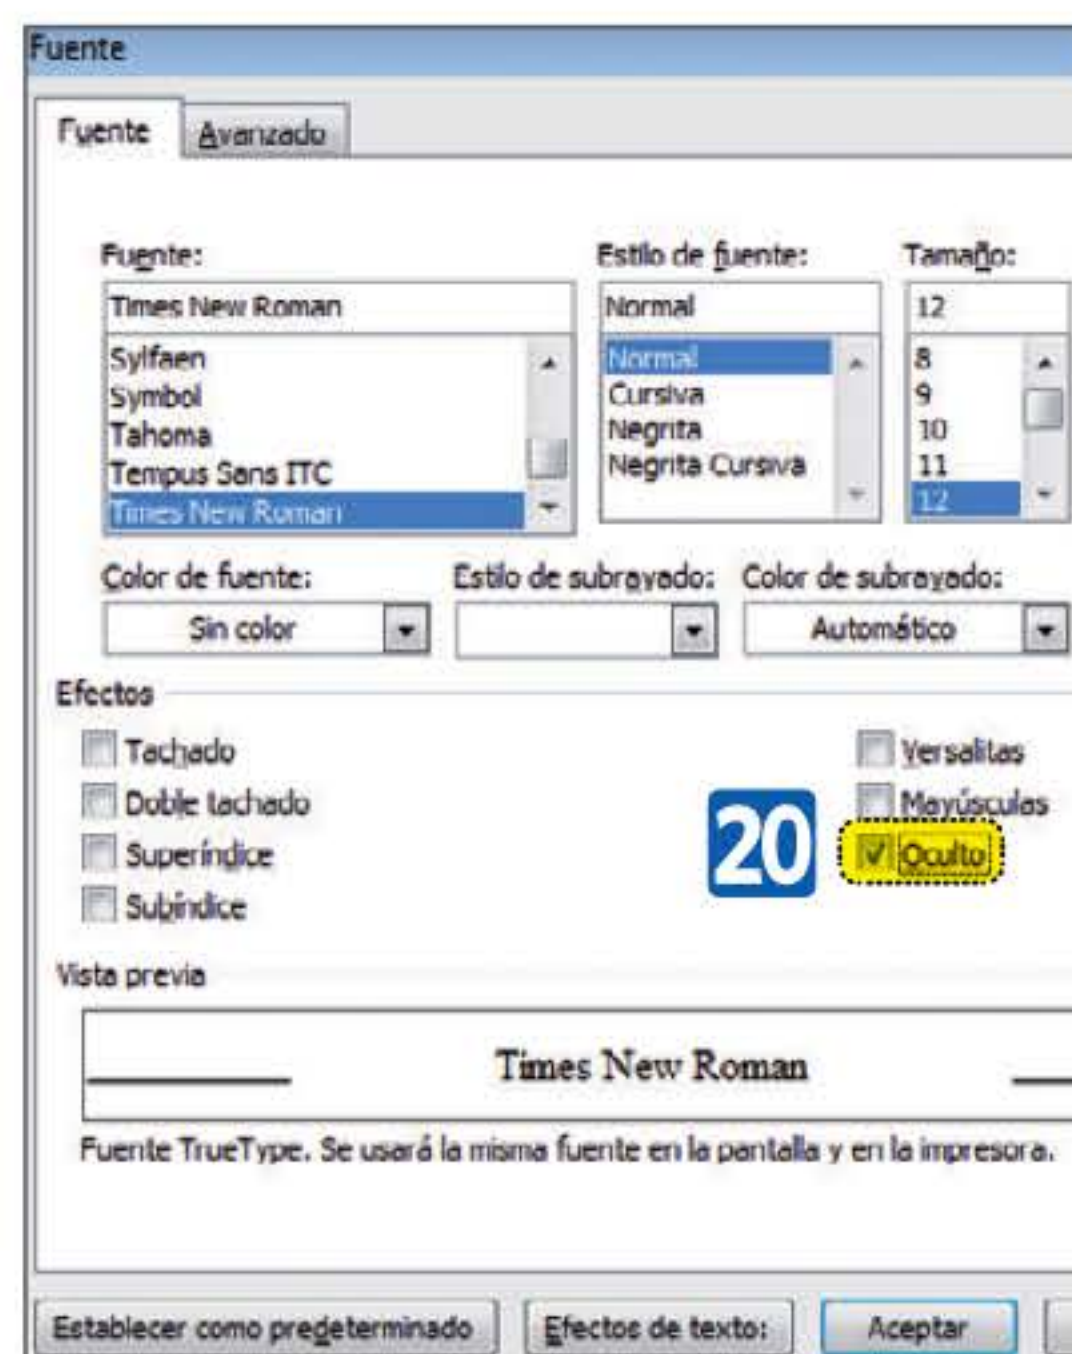 Fuente
Fuente Avanzado
Fuente: Estilo de fuente: Tamaño:
Times New Roman Normal 12
Sylfaen Normal 8
Symbol Cursiva 9
Tahoma Negrita 10
Tempus Sans ITC Negrita Cursiva 11
Times New Roman 12
Color de fuente: Estilo de subrayado: Color de subrayado:
Sin color Automático
Efectos
Tachado Versalitas
Doble tachado 20 Mayúsculas
Superíndice Oculto
Subíndice
Vista previa
Times New Roman
Fuente TrueType. Se usará la misma fuente en la pantalla y en la impresora.
Establecer como predeterminado Efectos de texto: Aceptar